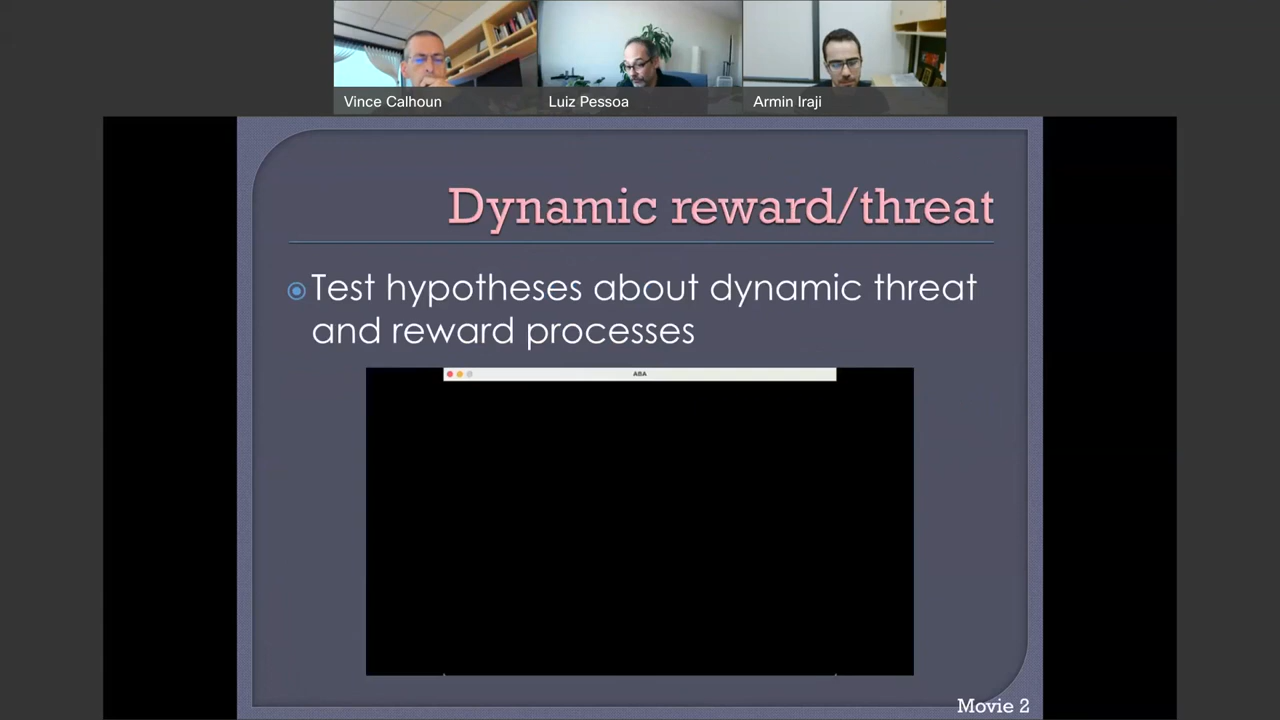 Vince Calhoun
Luiz Pessoa
Armin Iraji
Dynamic reward/threat
Test hypotheses about dynamic threat
and reward processes
ABA
Movie 2